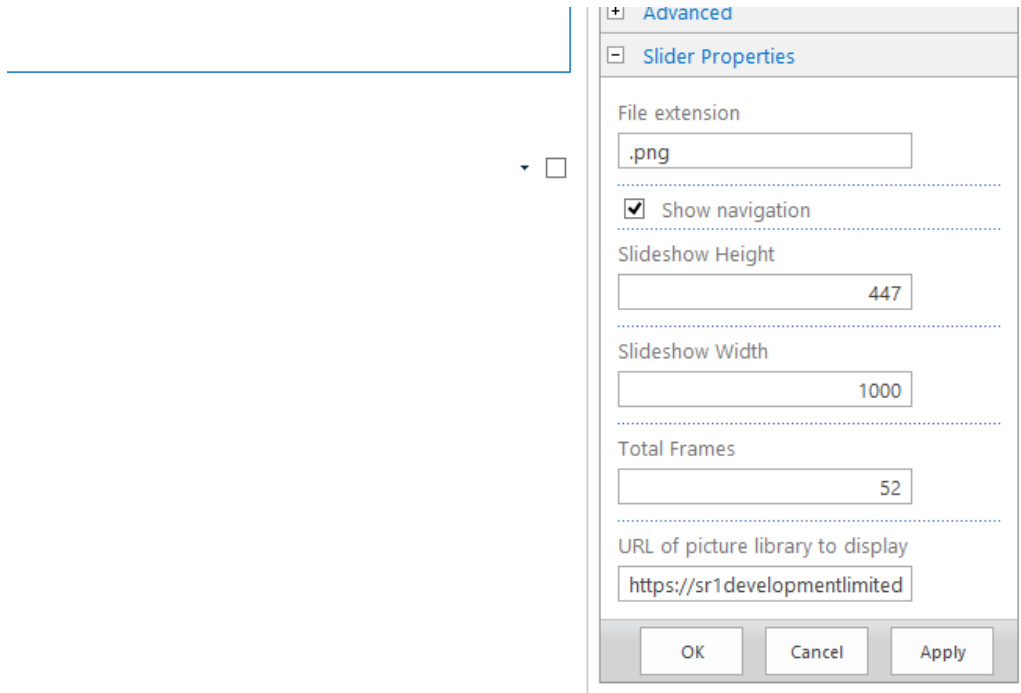 Advanced
Slider Properties
File extension
.png
Show navigation
Slideshow Height
447
Slideshow Width
1000
Total Frames
52
URL of picture library to display
https://sr1developmentlimited
OK Cancel Apply